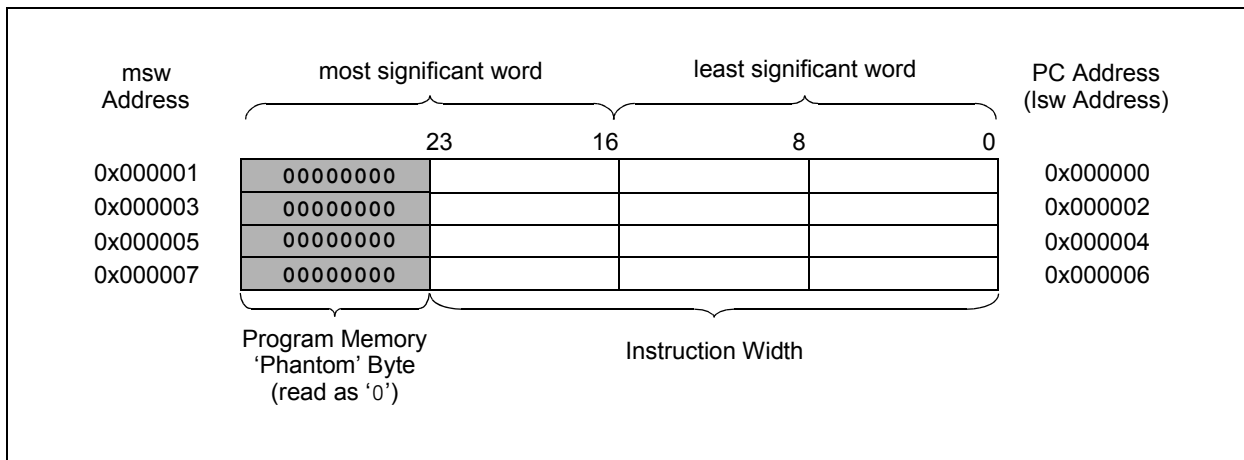 msw
Address
most significant word
least significant word
PC Address
(lsw Address)
23 16 8 0
0x000001 00000000 0x000000
0x000003 00000000 0x000002
0x000005 00000000 0x000004
0x000007 00000000 0x000006
Program Memory
‘Phantom’ Byte
(read as ‘0’)
Instruction Width